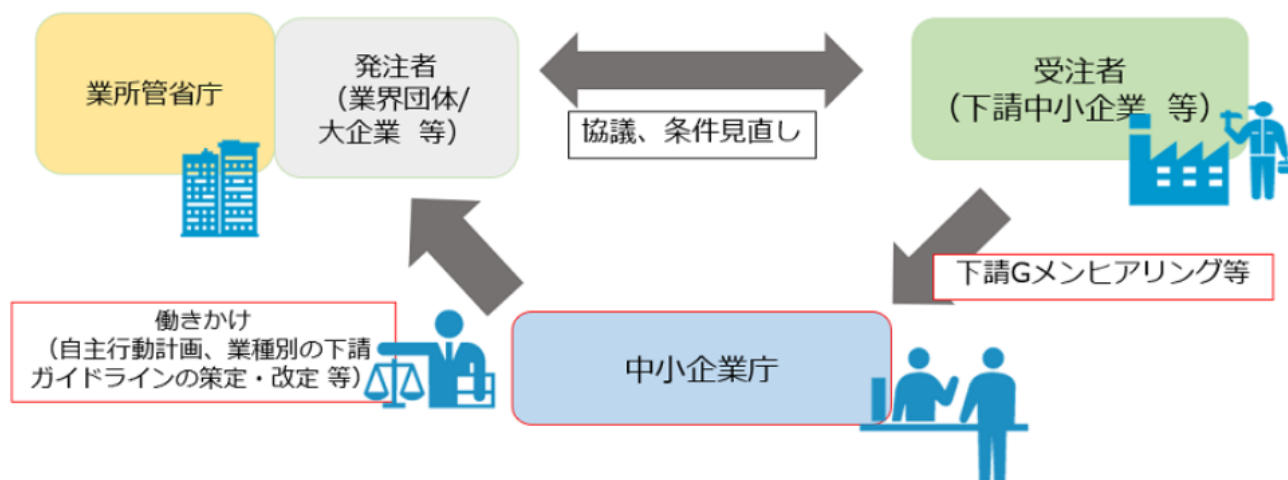 業所管省庁
発注者
（業界団体/
大企業 等）
協議、条件見直し
受注者
（下請中小企業 等）
下請Gメンヒアリング等
働きかけ
（自主行動計画、業種別の下請
ガイドラインの策定・改定 等）
中小企業庁